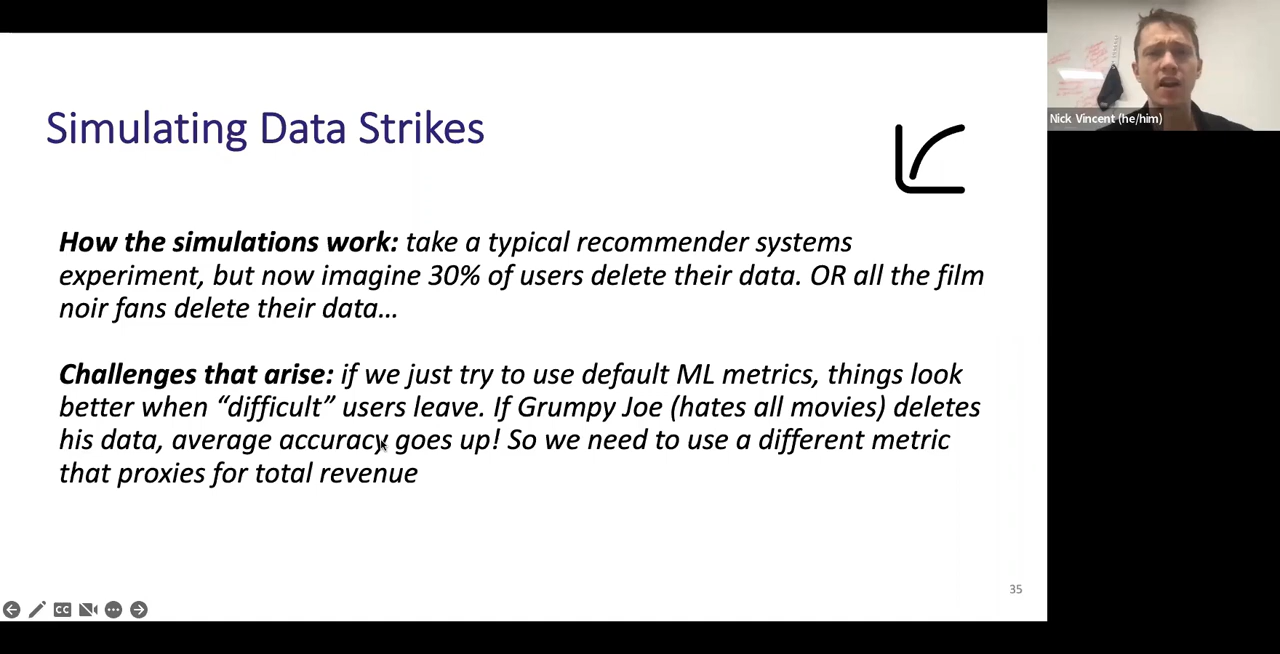 Simulating Data Strikes
How the simulations work: take a typical recommender systems
experiment, but now imagine 30% of users delete their data. OR all the film
noir fans delete their data...
Challenges that arise: if we just try to use default ML metrics, things look
better when “difficult” users leave. If Grumpy Joe (hates all movies) deletes
his data, average accuracy goes up! So we need to use a different metric
that proxies for total revenue
35
CC
Nick Vincent (he/him)